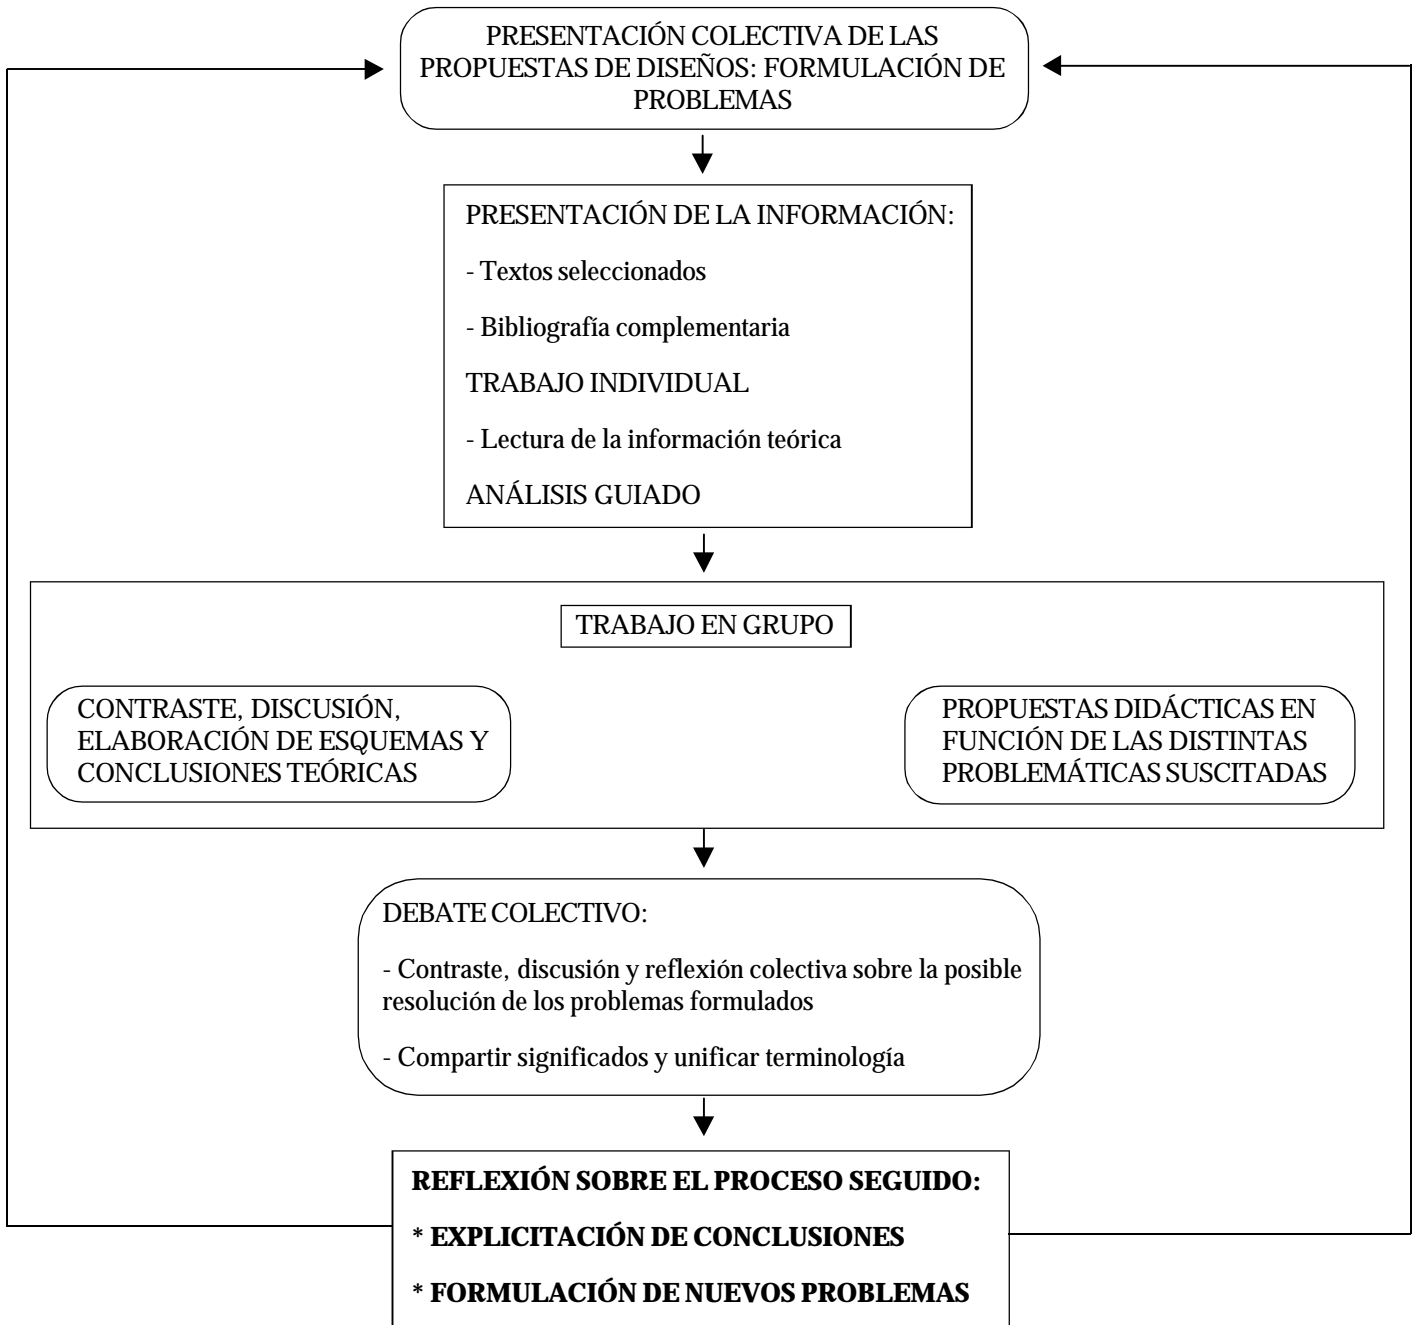 PRESENTACIÓN COLECTIVA DE LAS
PROPUESTAS DE DISEÑOS: FORMULACIÓN DE
PROBLEMAS
PRESENTACIÓN DE LA INFORMACIÓN:
- Textos seleccionados
- Bibliografía complementaria
TRABAJO INDIVIDUAL
- Lectura de la información teórica
ANÁLISIS GUIADO
TRABAJO EN GRUPO
CONTRASTE, DISCUSIÓN,
ELABORACIÓN DE ESQUEMAS Y
CONCLUSIONES TEÓRICAS
PROPUESTAS DIDÁCTICAS EN
FUNCIÓN DE LAS DISTINTAS
PROBLEMÁTICAS SUSCITADAS
DEBATE COLECTIVO:
- Contraste, discusión y reflexión colectiva sobre la posible
resolución de los problemas formulados
- Compartir significados y unificar terminología
REFLEXIÓN SOBRE EL PROCESO SEGUIDO:
* EXPLICITACIÓN DE CONCLUSIONES
* FORMULACIÓN DE NUEVOS PROBLEMAS